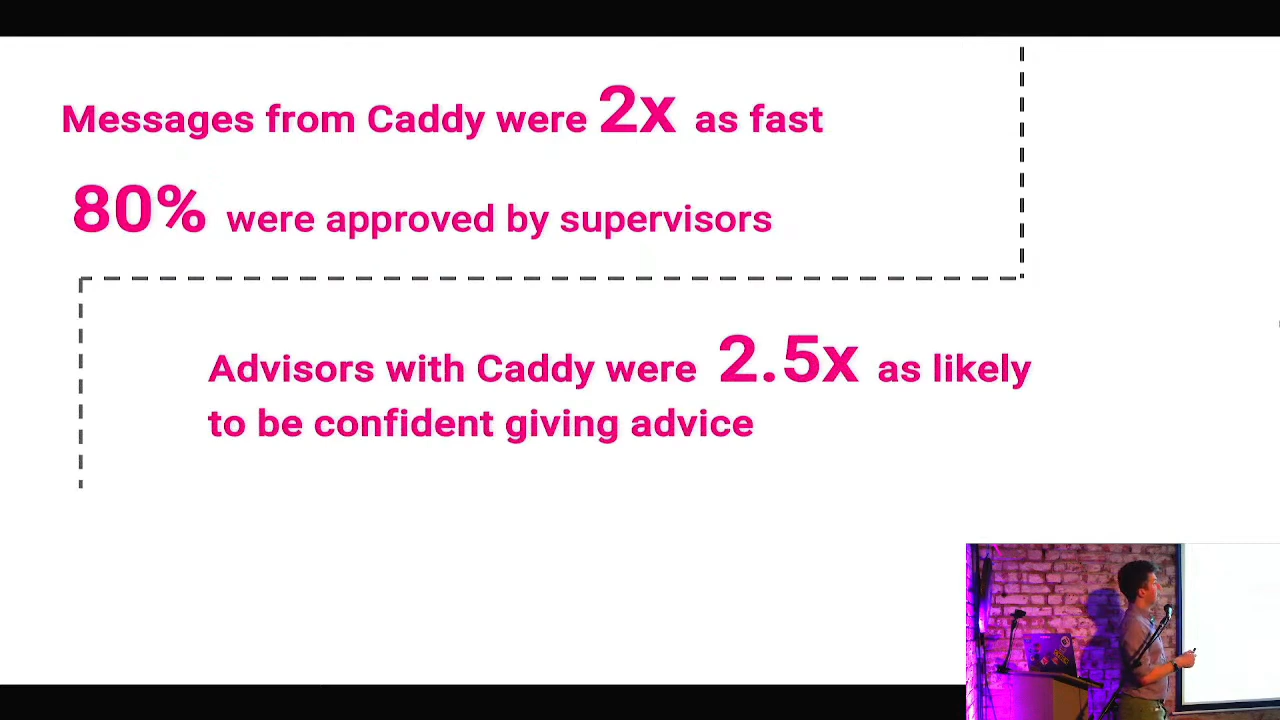 Messages from Caddy were 2x as fast
80% were approved by supervisors
Advisors with Caddy were 2.5x as likely
to be confident giving advice